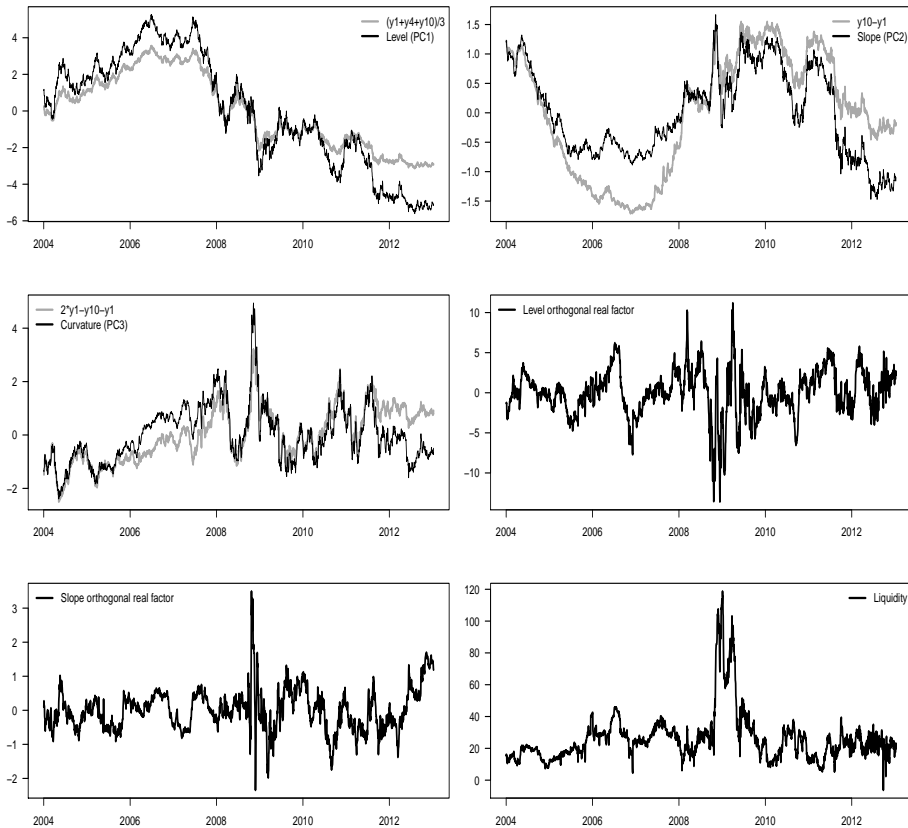 (y1+y4+y10)/3
Level (PC1)
4
2
0
−2
−4
−6
2004 2006 2008 2010 2012
y10−y1
Slope (PC2)
1.5
1.0
0.5
0.0
−0.5
−1.0
−1.5
2004 2006 2008 2010 2012
2*y1−y10−y1
Curvature (PC3)
4
2
0
−2
2004 2006 2008 2010 2012
Level orthogonal real factor
10
5
0
−5
−10
2004 2006 2008 2010 2012
Slope orthogonal real factor
3
2
1
0
−1
−2
2004 2006 2008 2010 2012
Liquidity
120
100
80
60
40
20
0
2004 2006 2008 2010 2012